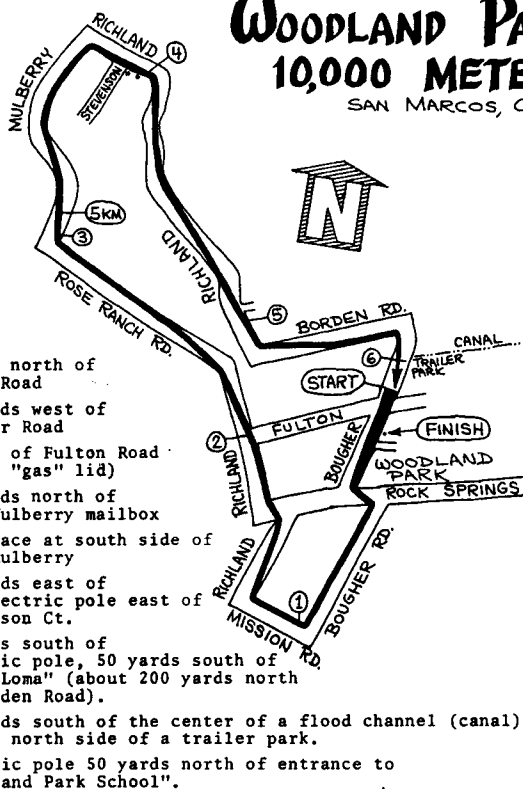 WOODLAND PA
10,000 METE
SAN MARCOS, C
RICHLAND
4
MULBERRY
STEVENSON
N
5KM
3
RICHLAND
ROSE RANCH RD.
5
BORDEN RD.
6
CANAL
TRAILER
PARK
START
FULTON
2
BOUGHER
FINISH
RICHLAND
WOODLAND
PARK
ROCK SPRINGS
RICHLAND
1
BOUGHER RD.
MISSION RD.
north of
Road
ds west of
r Road
of Fulton Road
"gas" lid)
ds north of
ulberry mailbox
ace at south side of
ulberry
ds east of
ectric pole east of
son Ct.
s south of
ic pole, 50 yards south of
Loma" (about 200 yards north
den Road).
ds south of the center of a flood channel (canal)
north side of a trailer park.
ic pole 50 yards north of entrance to
and Park School".